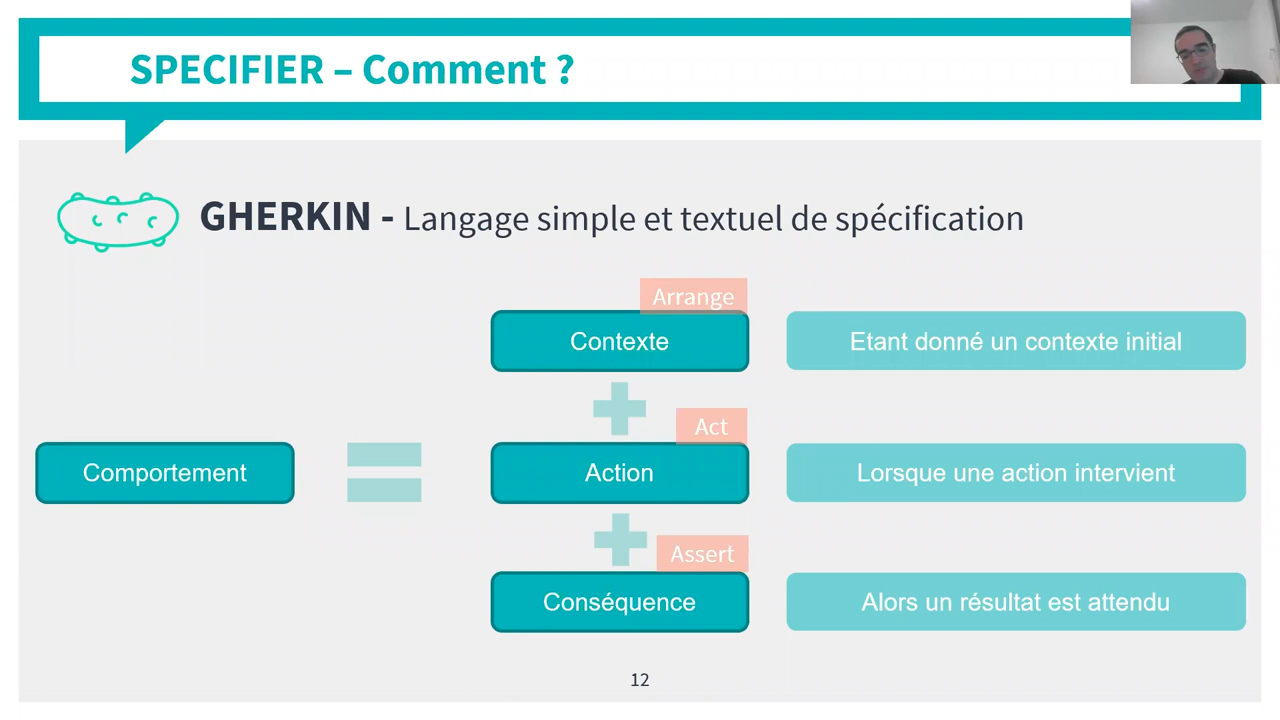 SPECIFIER – Comment ?
GHERKIN - Langage simple et textuel de spécification
Arrange
Contexte
Etant donné un contexte initial
Act
Comportement
Action
Lorsque une action intervient
Assert
Conséquence
Alors un résultat est attendu
12